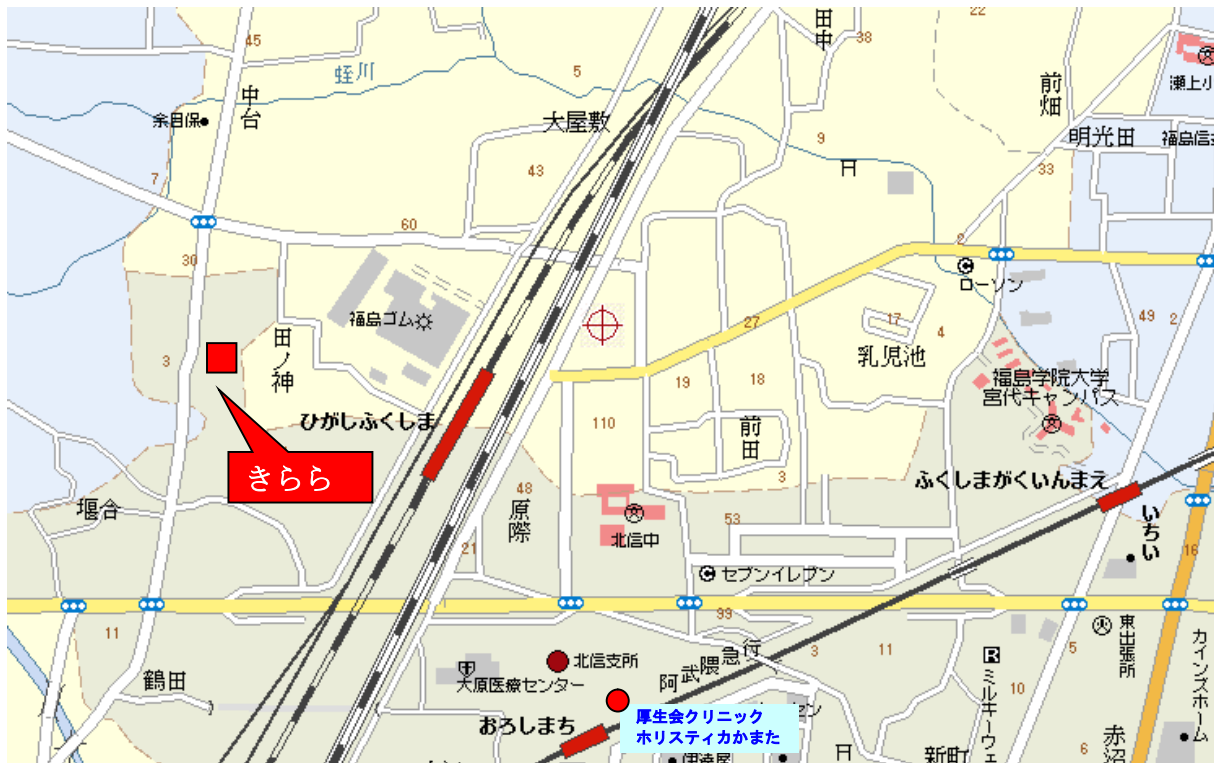 45
22
田中
38
蛭川
5
中台
前畑
瀬上小
余目保
大屋敷
9
明光田
福島信金
43
33
7
60
2
30
ローソン
福島ゴム
27
17
4
49
2
田ノ神
乳児池
3
19
18
福島学院大学
宮代キャンパス
ひがしふくしま
110
前田
きらら
ふくしまがくいんまえ
3
48
堰合
原際
53
いちい
北信中
21
16
セブンイレブン
99
11
東出張所
カインズホーム
5
3
11
R
ミルキーウェ
北信支所
阿武隈急行
大原医療センター
鶴田
10
厚生会クリニック
ホリスティカかまた
おろしまち
セン
赤沼
6
新町
伊達屋